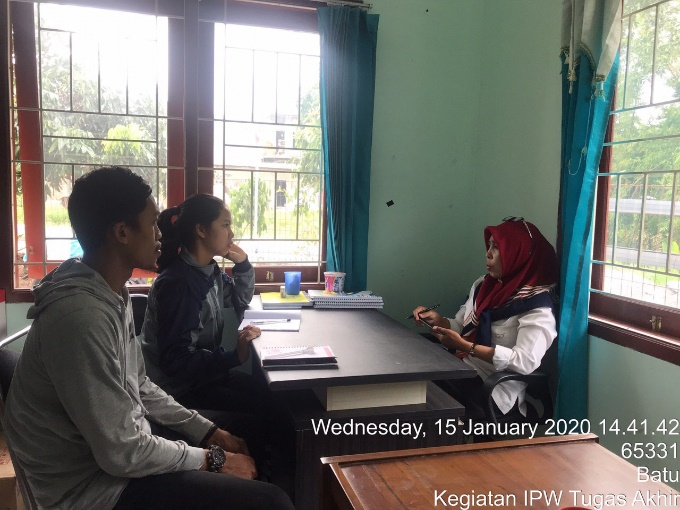 Wednesday, 15 January 2020 14.41.42
65331
Batu
Kegiatan IPW Tugas Akhir